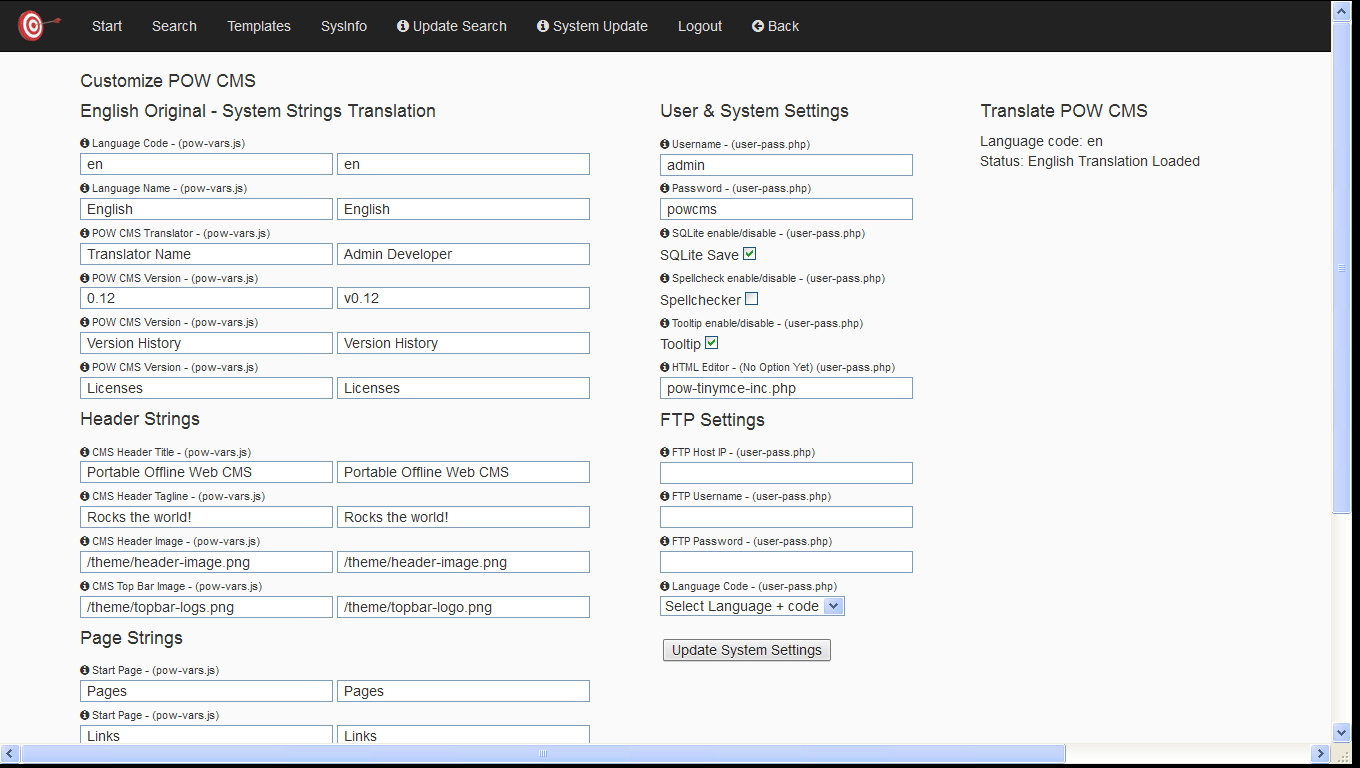 Start Search Templates SysInfo Update Search System Update Logout Back
Customize POW CMS
English Original - System Strings Translation
Language Code - (pow-vars.js)
en en
Language Name - (pow-vars.js)
English English
POW CMS Translator - (pow-vars.js)
Translator Name Admin Developer
POW CMS Version - (pow-vars.js)
0.12 v0.12
POW CMS Version - (pow-vars.js)
Version History Version History
POW CMS Version - (pow-vars.js)
Licenses Licenses
Header Strings
CMS Header Title - (pow-vars.js)
Portable Offline Web CMS Portable Offline Web CMS
CMS Header Tagline - (pow-vars.js)
Rocks the world! Rocks the world!
CMS Header Image - (pow-vars.js)
/theme/header-image.png /theme/header-image.png
CMS Top Bar Image - (pow-vars.js)
/theme/topbar-logs.png /theme/topbar-logo.png
Page Strings
Start Page - (pow-vars.js)
Pages Pages
Start Page - (pow-vars.js)
Links Links
User & System Settings
Username - (user-pass.php)
admin
Password - (user-pass.php)
powcms
SQLite enable/disable - (user-pass.php)
SQLite Save
Spellcheck enable/disable - (user-pass.php)
Spellchecker
Tooltip enable/disable - (user-pass.php)
Tooltip
HTML Editor - (No Option Yet) (user-pass.php)
pow-tinymce-inc.php
FTP Settings
FTP Host IP - (user-pass.php)
FTP Username - (user-pass.php)
FTP Password - (user-pass.php)
Language Code - (user-pass.php)
Select Language + code
Update System Settings
Translate POW CMS
Language code: en
Status: English Translation Loaded